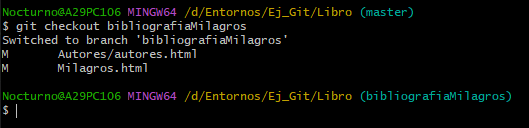 Nocturno@A29PC106 MINGW64 /d/Entornos/Ej_Git/Libro (master)
$ git checkout bibliografiaMilagros
Switched to branch 'bibliografiaMilagros'
M       Autores/autores.html
M       Milagros.html
Nocturno@A29PC106 MINGW64 /d/Entornos/Ej_Git/Libro (bibliografiaMilagros)
$